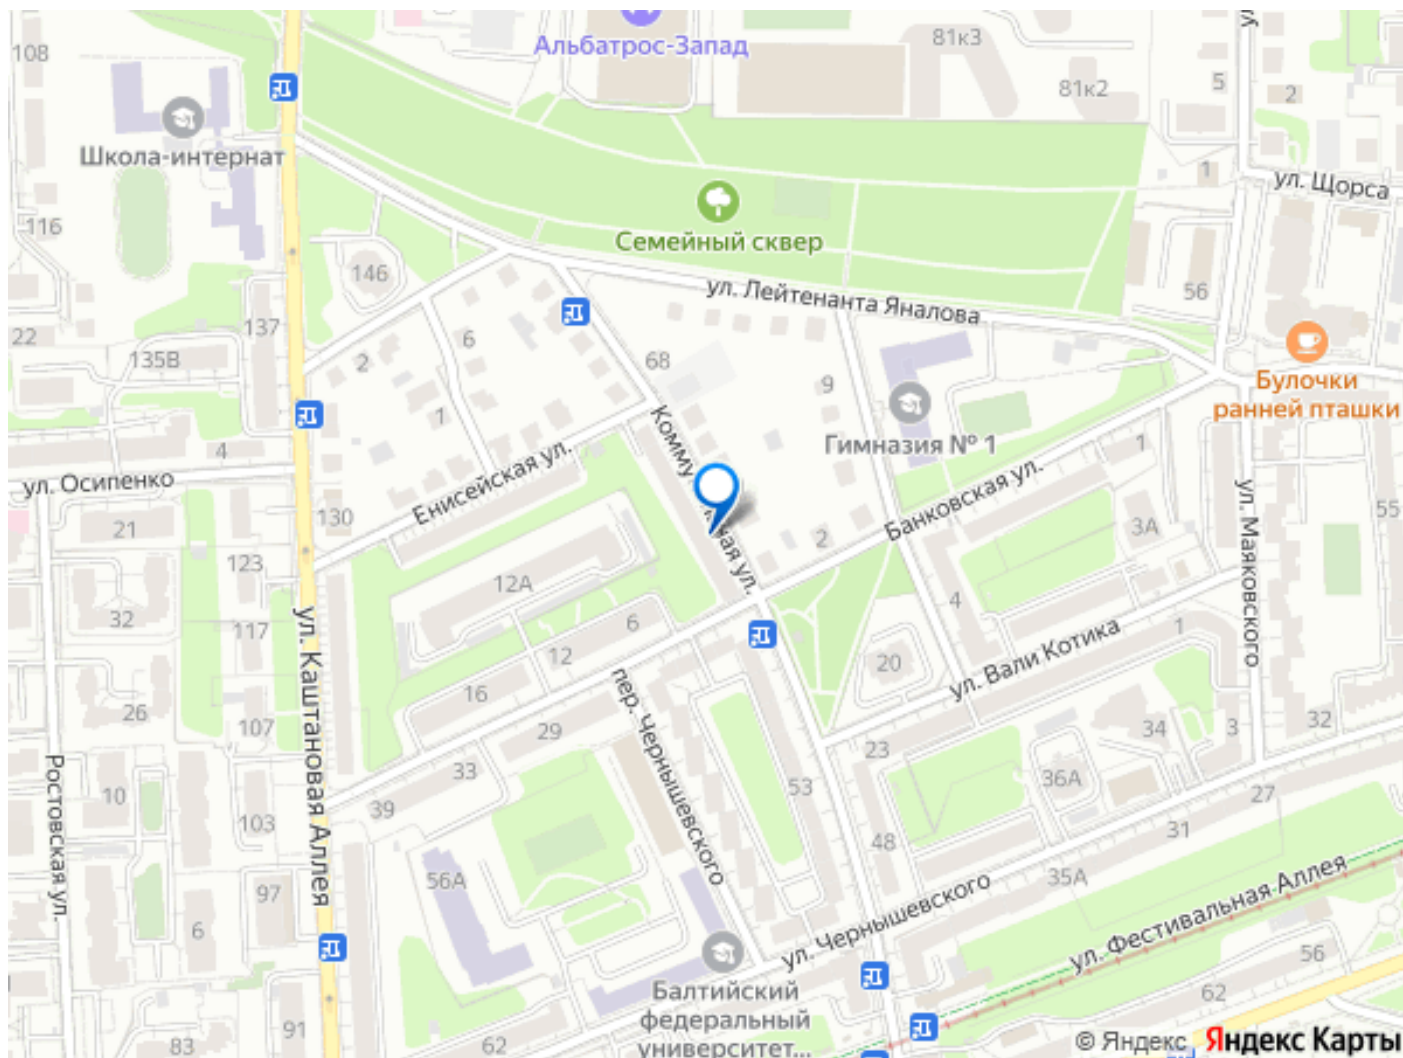 108
Альбатрос-Запад
81к3
81к2
5
2
Школа-интернат
1
ул. Щорса
116
Семейный сквер
146
ул. Лейтенанта Яналова
56
22
137
135В
2
6
68
9
Булочки
ранней пташки
1
4
ул. Осипенко
Енисейская ул.
Гимназия № 1
1
130
21
Банковская ул.
ул. Маяковского
55
3А
2
123
12А
32
117
6
12
4
1
20
ул. Вали Котика
16
26
107
ул. Каштановая Аллея
29
пер. Чернышевского
23
34
3
32
33
36А
53
10
39
103
27
31
48
Ростовская ул.
56А
97
35А
6
ул. Чернышевского
ул. Фестивальная Аллея
56
Балтийский
федеральный
университет...
62
91
83
62
© Яндекс Яндекс Карты